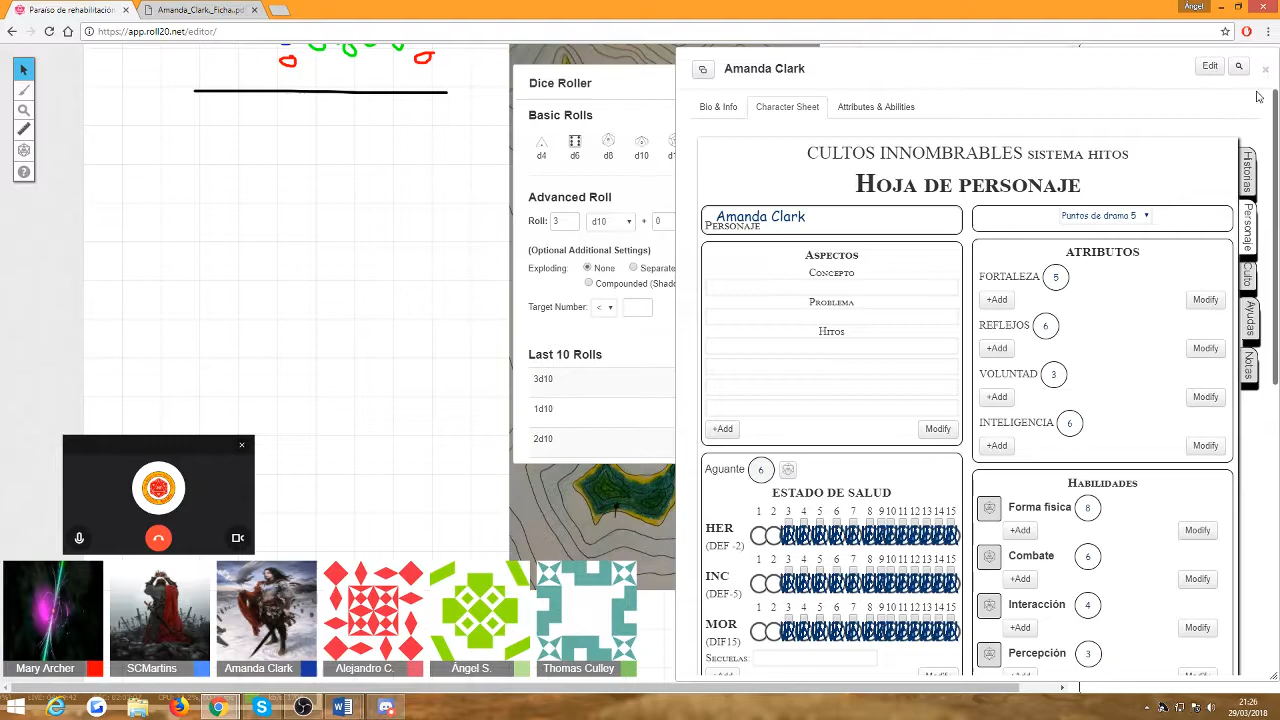 Paraíso de rehabilitación
Amanda_Clark_Ficha.pdf
Ángel
https://app.roll20.net/editor/
Dice Roller
Basic Rolls
d4 d6 d8 d10
Advanced Roll
Roll: 3 d10 + 0
(Optional Additional Settings)
Exploding: None Separate
Compounded
Target Number: <
Last 10 Rolls
3d10
1d10
2d10
Amanda Clark
Edit
Bio & Info Character Sheet Attributes & Abilities
CULTOS INNOMBRABLES SISTEMA HITOS
HOJA DE PERSONAJE
Amanda Clark
PERSONAJE
Puntos de drama 5
ASPECTOS
CONCEPTO
PROBLEMA
HITOS
+Add Modify
Aguante 6
ESTADO DE SALUD
1 2 3 4 5 6 7 8 9 10 11 12 13 14 15
HER
(DEF -2)
1 2 3 4 5 6 7 8 9 10 11 12 13 14 15
INC
(DEF-5)
1 2 3 4 5 6 7 8 9 10 11 12 13 14 15
MOR
(DIF15)
SECUELAS
ATRIBUTOS
FORTALEZA 5
+Add Modify
REFLEJOS 6
+Add Modify
VOLUNTAD 3
+Add Modify
INTELIGENCIA 6
+Add Modify
HABILIDADES
Forma física 8
+Add Modify
Combate 6
+Add Modify
Interacción 4
+Add Modify
Percepción 3
Historias
Personaje
Culto
Ayudas
Notas
Mary Archer
SCMartins
Amanda Clark
Alejandro C.
Ángel S.
Thomas Culley
21:26
29/03/2018